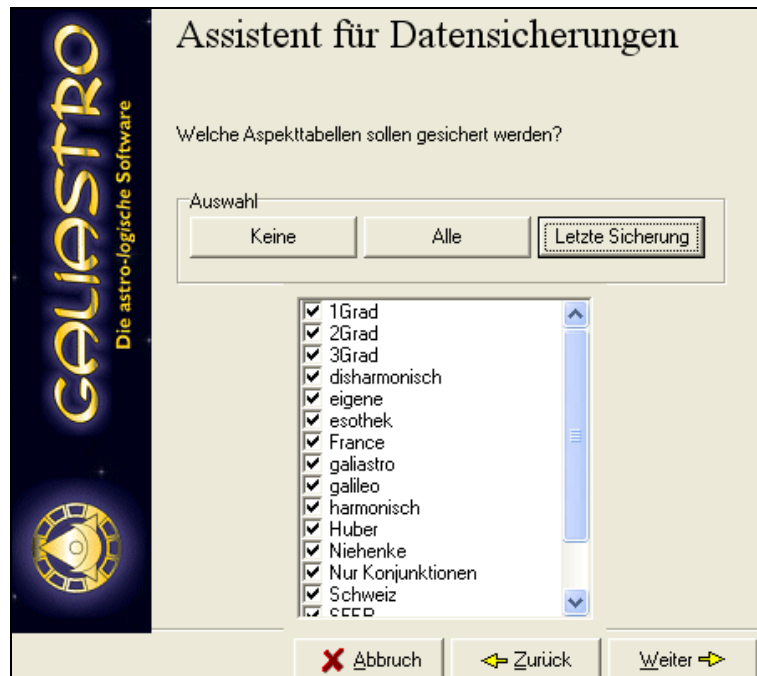 GALIASTRO
Die astro-logische Software
Assistent für Datensicherungen
Welche Aspekttabellen sollen gesichert werden?
Auswahl
Keine
Alle
Letzte Sicherung
1Grad
2Grad
3Grad
disharmonisch
eigene
esothek
France
galiastro
galileo
harmonisch
Huber
Niehenke
Nur Konjunktionen
Schweiz
Abbruch
Zurück
Weiter